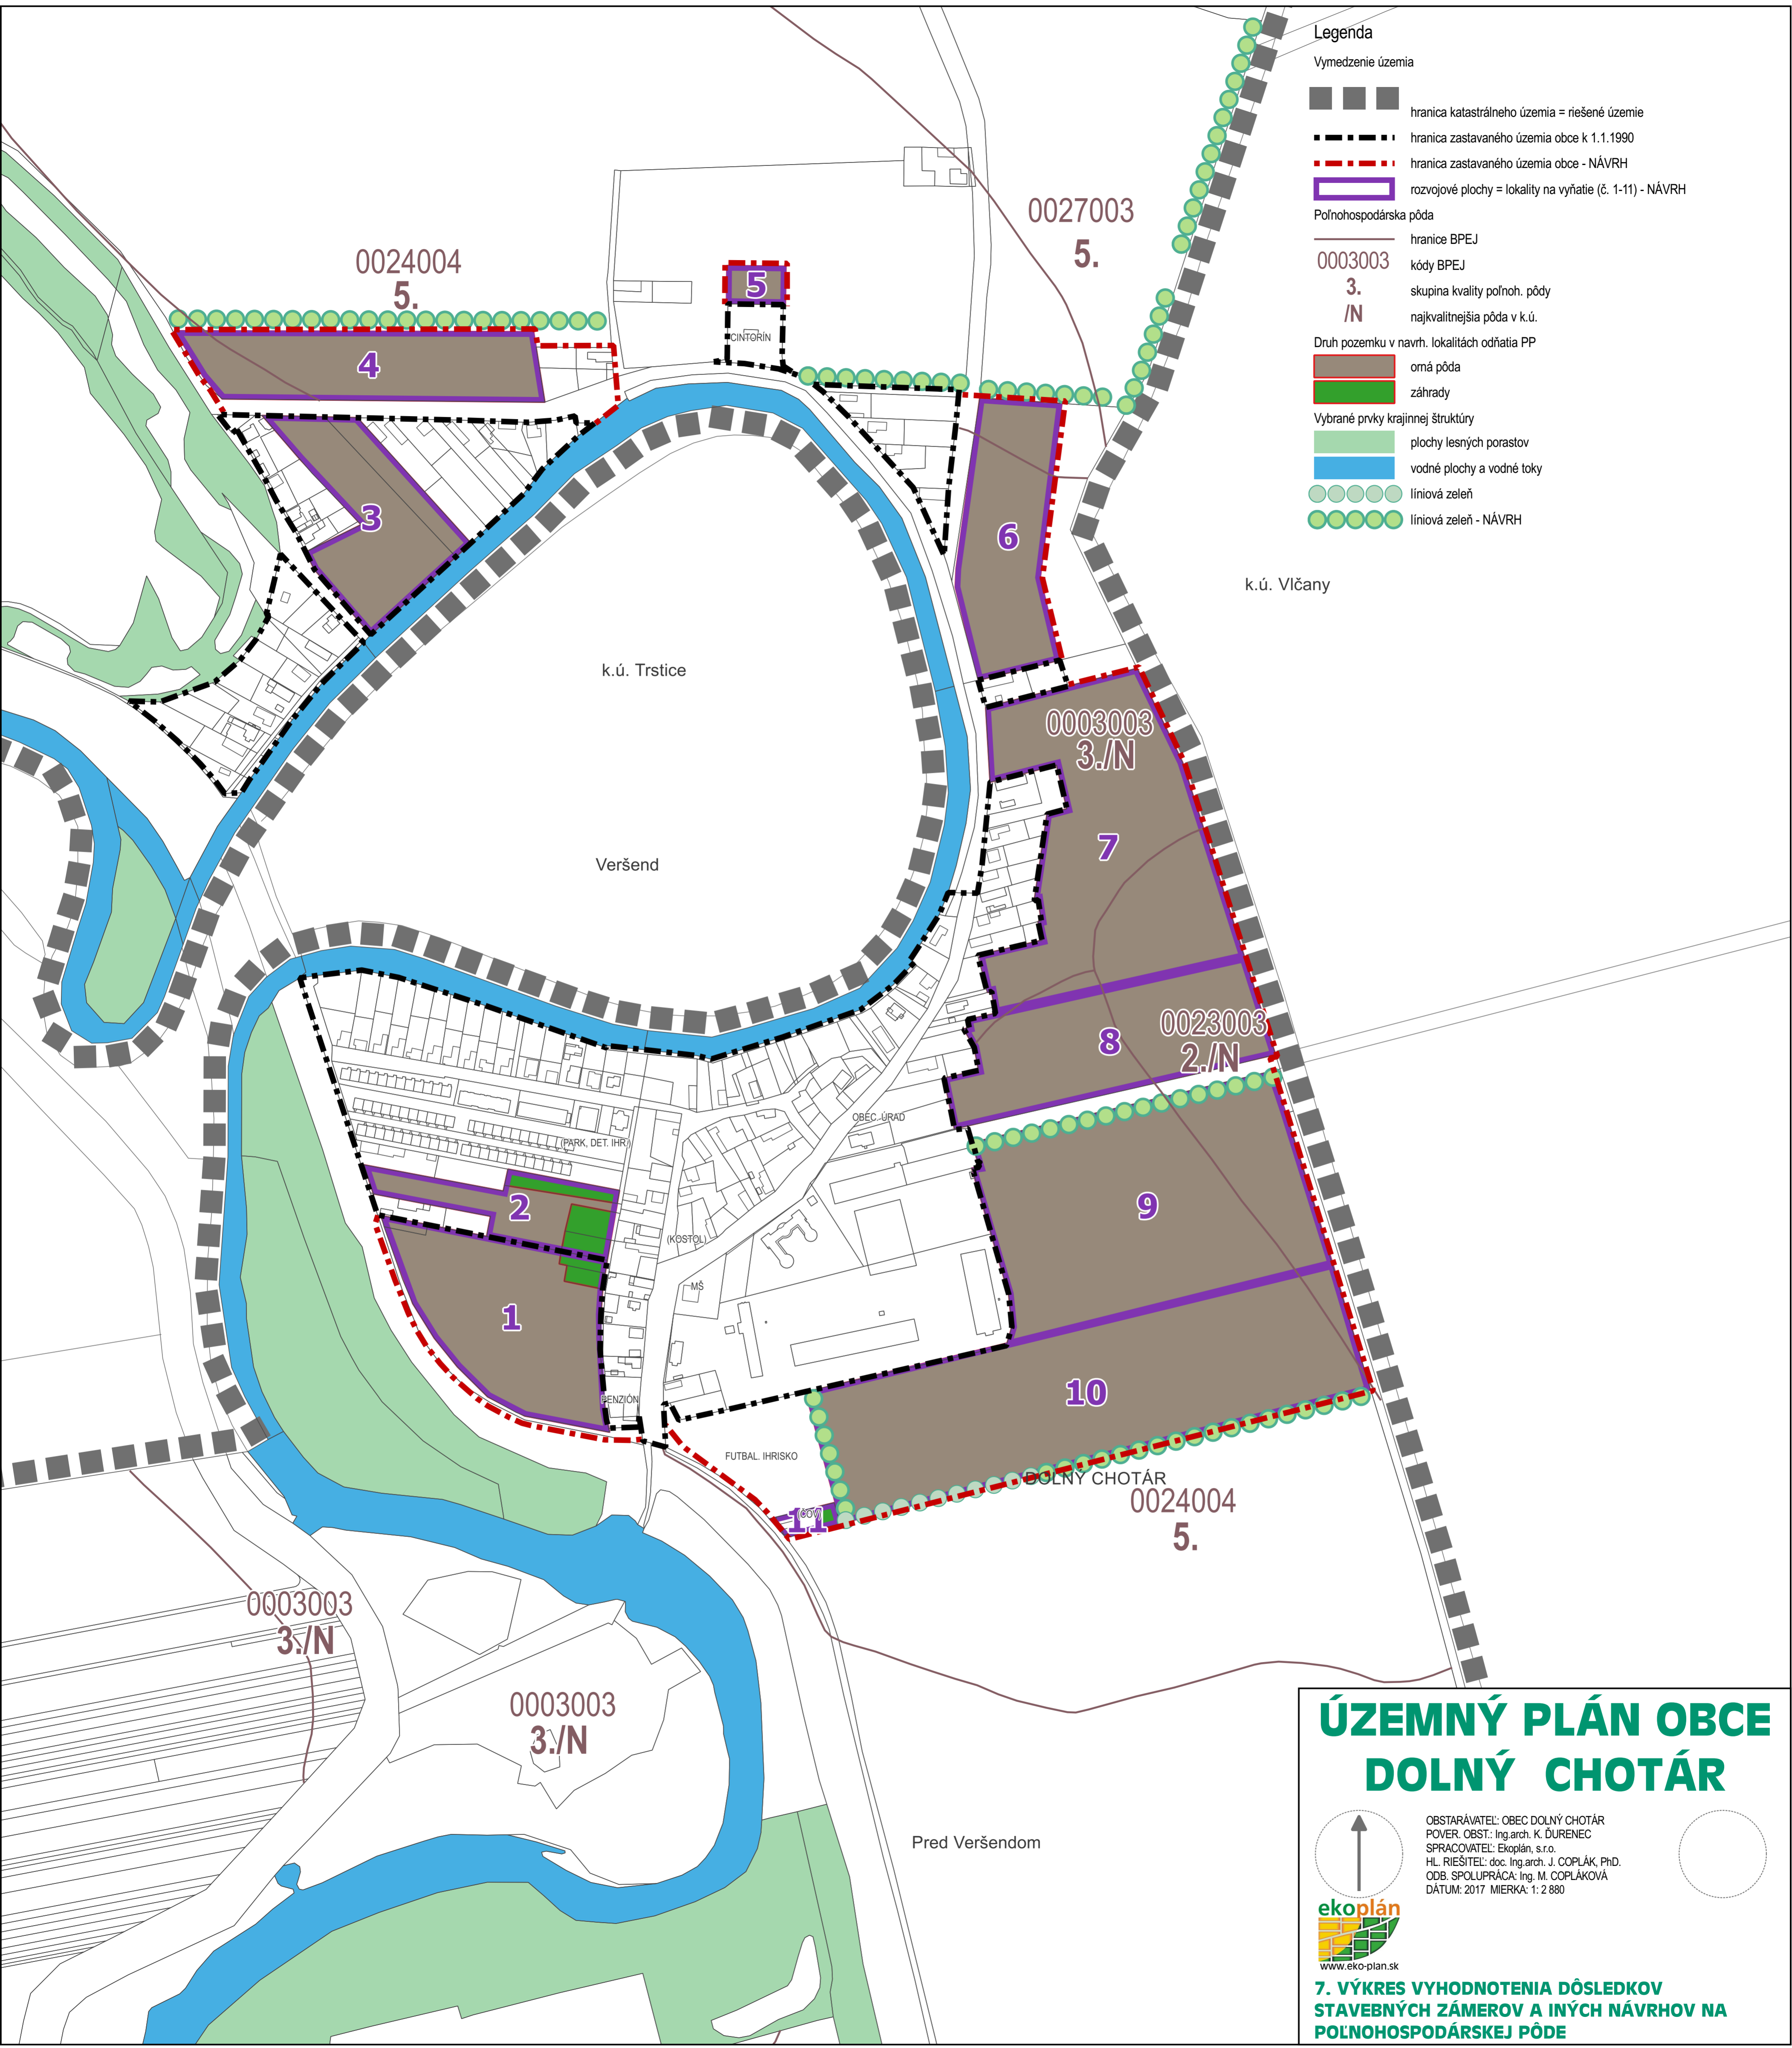 Legenda
Vymedzenie územia
hranica katastrálneho územia = riešené územie
hranica zastavaného územia obce k 1.1.1990
hranica zastavaného územia obce - NÁVRH
rozvojové plochy = lokality na vyňatie (č. 1-11) - NÁVRH
Poľnohospodárska pôda
hranice BPEJ
0003003 kódy BPEJ
3. skupina kvality poľnoh. pôdy
/N najkvalitnejšia pôda v k.ú.
Druh pozemku v navrh. lokalitách odňatia PP
orná pôda
záhrady
Vybrané prvky krajinnej štruktúry
plochy lesných porastov
vodné plochy a vodné toky
líniová zeleň
líniová zeleň - NÁVRH
0027003
5.
0024004
5.
5
CINTORÍN
4
3
6
k.ú. Vlčany
k.ú. Trstice
0003003
3./N
7
Veršend
0023003
2./N
8
OBEC. ÚRAD
(PARK, DET. IHR.)
2
9
(KOSTOL)
MŠ
1
10
PENZIÓN
FUTBAL. IHRISKO
DOLNÝ CHOTÁR
0024004
5.
11
(ČOV)
0003003
3./N
0003003
3./N
Pred Veršendom
ÚZEMNÝ PLÁN OBCE
DOLNÝ CHOTÁR
OBSTARÁVATEĽ: OBEC DOLNÝ CHOTÁR
POVER. OBST.: Ing.arch. K. ĎURENEC
SPRACOVATEĽ: Ekoplán, s.r.o.
HL. RIEŠITEĽ: doc. Ing.arch. J. COPLÁK, PhD.
ODB. SPOLUPRÁCA: Ing. M. COPLÁKOVÁ
DÁTUM: 2017 MIERKA: 1: 2 880
ekoplán
www.eko-plan.sk
7. VÝKRES VYHODNOTENIA DÔSLEDKOV
STAVEBNÝCH ZÁMEROV A INÝCH NÁVRHOV NA
POĽNOHOSPODÁRSKEJ PÔDE